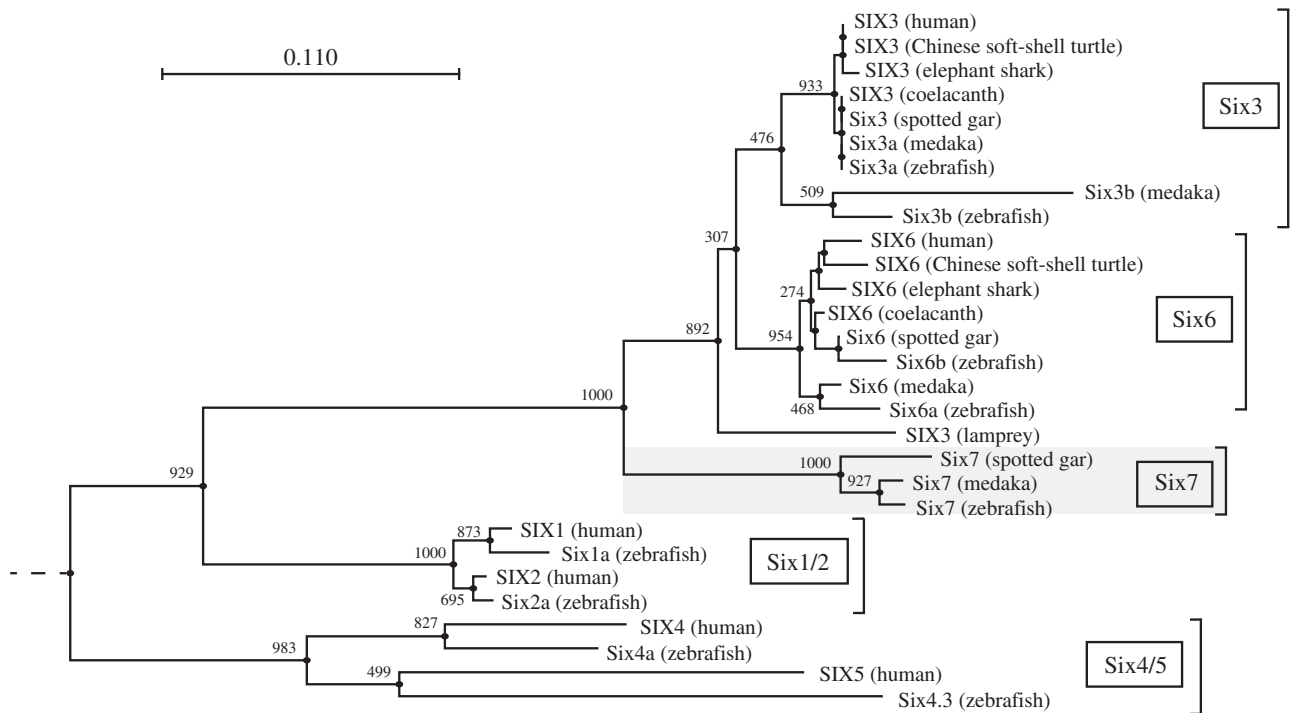 0.110
SIX3 (human)
SIX3 (Chinese soft-shell turtle)
SIX3 (elephant shark)
933
SIX3 (coelacanth)
Six3 (spotted gar)
Six3a (medaka)
Six3a (zebrafish)
Six3
476
509
Six3b (medaka)
Six3b (zebrafish)
307
SIX6 (human)
SIX6 (Chinese soft-shell turtle)
SIX6 (elephant shark)
274
SIX6 (coelacanth)
Six6 (spotted gar)
Six6b (zebrafish)
Six6
892
954
Six6 (medaka)
468
Six6a (zebrafish)
SIX3 (lamprey)
1000
1000
Six7 (spotted gar)
927
Six7 (medaka)
Six7 (zebrafish)
Six7
929
873
SIX1 (human)
Six1a (zebrafish)
1000
SIX2 (human)
695
Six2a (zebrafish)
Six1/2
827
SIX4 (human)
Six4a (zebrafish)
983
499
SIX5 (human)
Six4.3 (zebrafish)
Six4/5